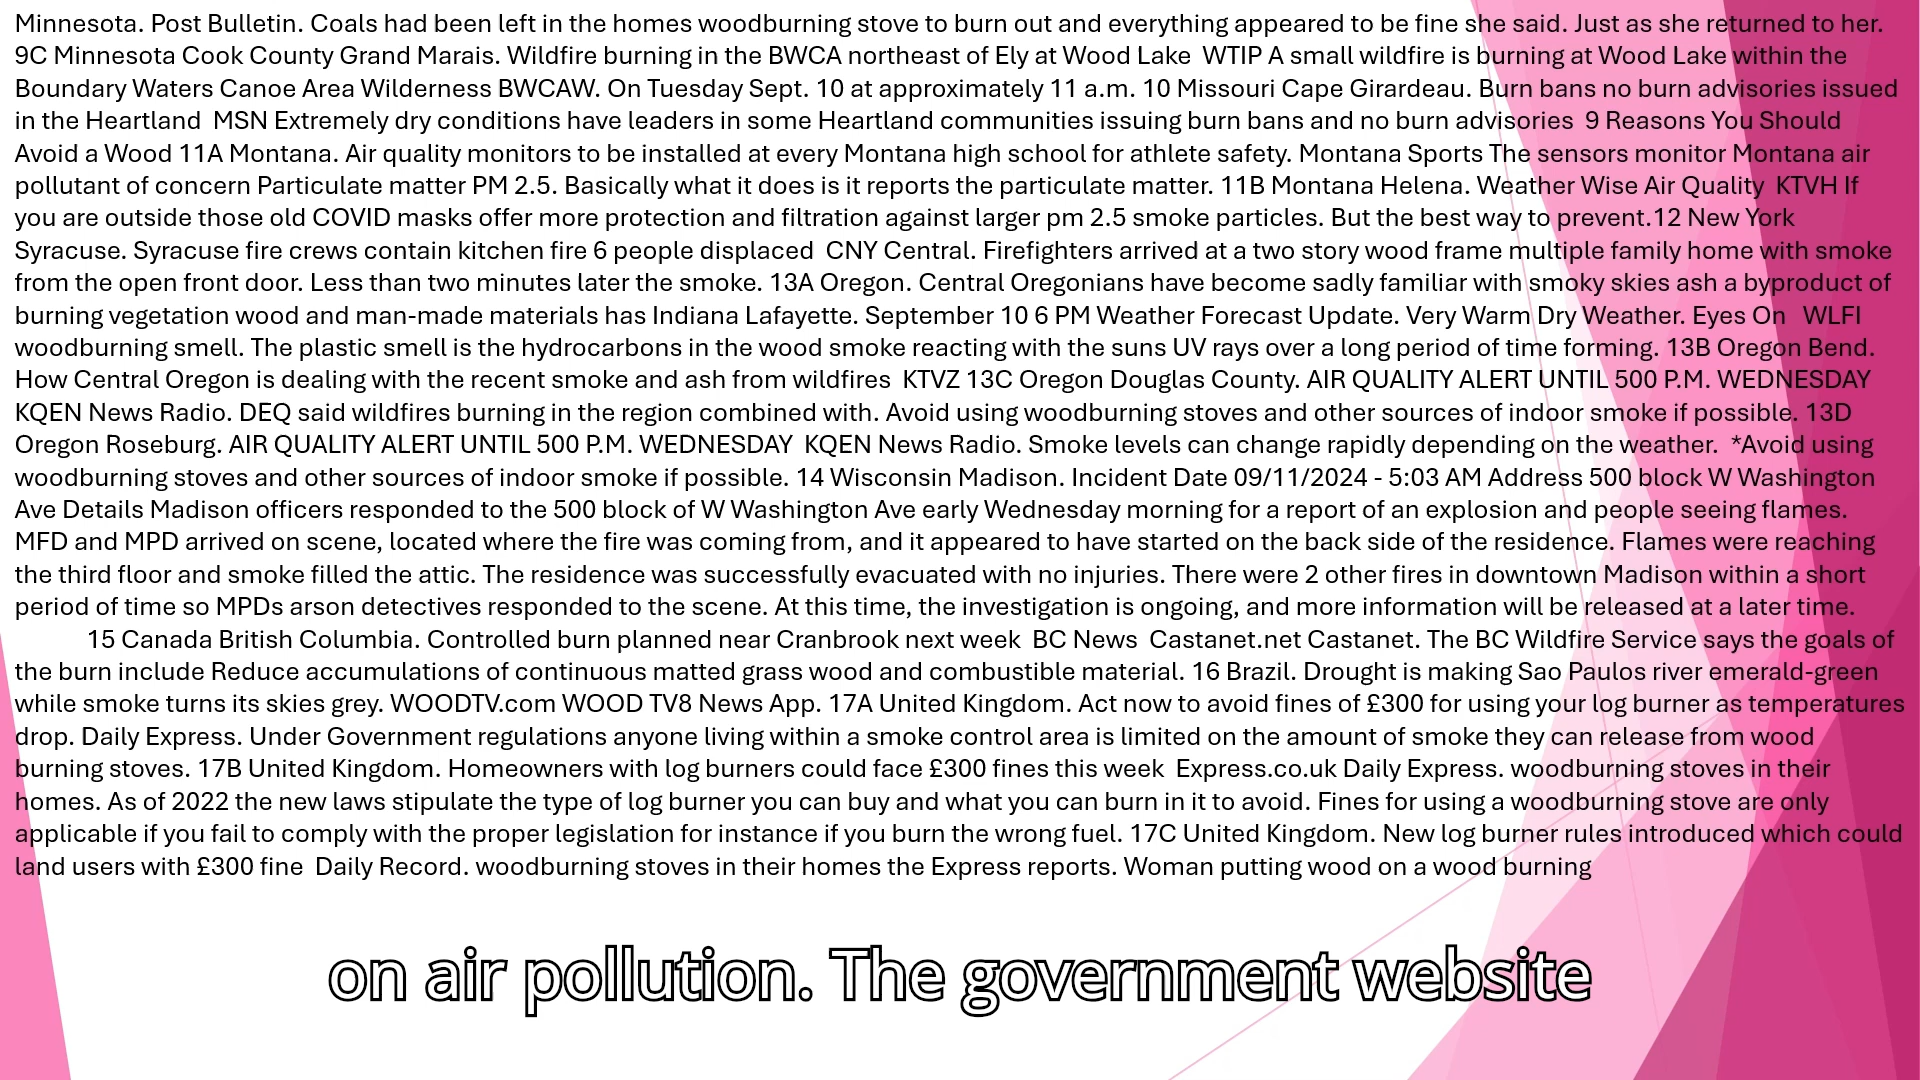 Minnesota. Post Bulletin. Coals had been left in the homes woodburning stove to burn out and everything appeared to be fine she said. Just as she returned to her.
9C Minnesota Cook County Grand Marais. Wildfire burning in the BWCA northeast of Ely at Wood Lake  WTIP A small wildfire is burning at Wood Lake within the
Boundary Waters Canoe Area Wilderness BWCAW. On Tuesday Sept. 10 at approximately 11 a.m. 10 Missouri Cape Girardeau. Burn bans no burn advisories issued
in the Heartland  MSN Extremely dry conditions have leaders in some Heartland communities issuing burn bans and no burn advisories  9 Reasons You Should
Avoid a Wood 11A Montana. Air quality monitors to be installed at every Montana high school for athlete safety. Montana Sports The sensors monitor Montana air
pollutant of concern Particulate matter PM 2.5. Basically what it does is it reports the particulate matter. 11B Montana Helena. Weather Wise Air Quality  KTVH If
you are outside those old COVID masks offer more protection and filtration against larger pm 2.5 smoke particles. But the best way to prevent.12 New York
Syracuse. Syracuse fire crews contain kitchen fire 6 people displaced  CNY Central. Firefighters arrived at a two story wood frame multiple family home with smoke
from the open front door. Less than two minutes later the smoke. 13A Oregon. Central Oregonians have become sadly familiar with smoky skies ash a byproduct of
burning vegetation wood and man-made materials has Indiana Lafayette. September 10 6 PM Weather Forecast Update. Very Warm Dry Weather. Eyes On   WLFI
woodburning smell. The plastic smell is the hydrocarbons in the wood smoke reacting with the suns UV rays over a long period of time forming. 13B Oregon Bend.
How Central Oregon is dealing with the recent smoke and ash from wildfires  KTVZ 13C Oregon Douglas County. AIR QUALITY ALERT UNTIL 500 P.M. WEDNESDAY
KQEN News Radio. DEQ said wildfires burning in the region combined with. Avoid using woodburning stoves and other sources of indoor smoke if possible. 13D
Oregon Roseburg. AIR QUALITY ALERT UNTIL 500 P.M. WEDNESDAY  KQEN News Radio. Smoke levels can change rapidly depending on the weather.  *Avoid using
woodburning stoves and other sources of indoor smoke if possible. 14 Wisconsin Madison. Incident Date 09/11/2024 - 5:03 AM Address 500 block W Washington
Ave Details Madison officers responded to the 500 block of W Washington Ave early Wednesday morning for a report of an explosion and people seeing flames.
MFD and MPD arrived on scene, located where the fire was coming from, and it appeared to have started on the back side of the residence. Flames were reaching
the third floor and smoke filled the attic. The residence was successfully evacuated with no injuries. There were 2 other fires in downtown Madison within a short
period of time so MPDs arson detectives responded to the scene. At this time, the investigation is ongoing, and more information will be released at a later time.
15 Canada British Columbia. Controlled burn planned near Cranbrook next week  BC News  Castanet.net Castanet. The BC Wildfire Service says the goals of
the burn include Reduce accumulations of continuous matted grass wood and combustible material. 16 Brazil. Drought is making Sao Paulos river emerald-green
while smoke turns its skies grey. WOODTV.com WOOD TV8 News App. 17A United Kingdom. Act now to avoid fines of £300 for using your log burner as temperatures
drop. Daily Express. Under Government regulations anyone living within a smoke control area is limited on the amount of smoke they can release from wood
burning stoves. 17B United Kingdom. Homeowners with log burners could face £300 fines this week  Express.co.uk Daily Express. woodburning stoves in their
homes. As of 2022 the new laws stipulate the type of log burner you can buy and what you can burn in it to avoid. Fines for using a woodburning stove are only
applicable if you fail to comply with the proper legislation for instance if you burn the wrong fuel. 17C United Kingdom. New log burner rules introduced which could
land users with £300 fine  Daily Record. woodburning stoves in their homes the Express reports. Woman putting wood on a wood burning
on air pollution. The government website